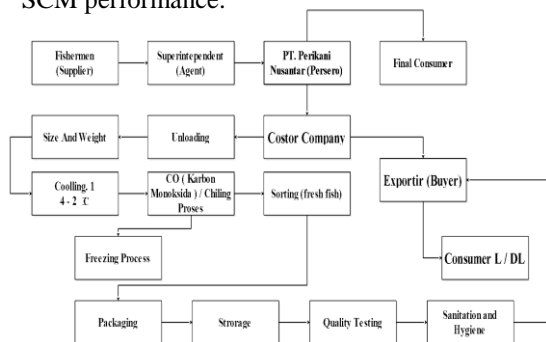 SCM performance.
Fishermen
(Supplier)
Superintependent
(Agent)
PT. Perikani
Nusantar (Persero)
Final Consumer
Size And Weight
Unloading
Costor Company
Exportir (Buyer)
Coolling. 1
4 - 2 ℃
CO ( Karbon
Monoksida ) / Chiling
Proses
Sorting (fresh fish)
Freezing Process
Consumer L / DL
Packaging
Strorage
Quality Testing
Sanitation and
Hygiene